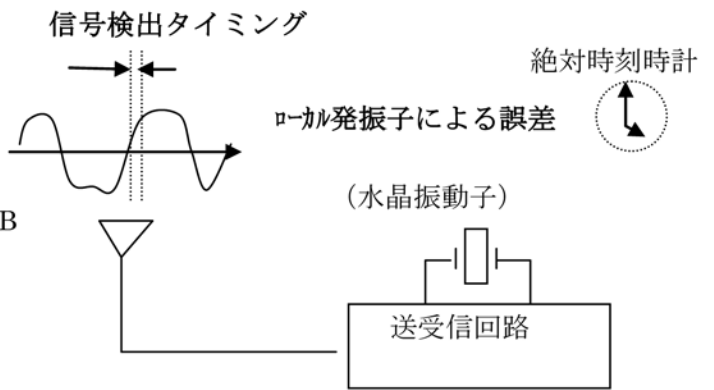 信号検出タイミング
絶対時刻時計
ﾛｰｶﾙ発振子による誤差
（水晶振動子）
B
送受信回路